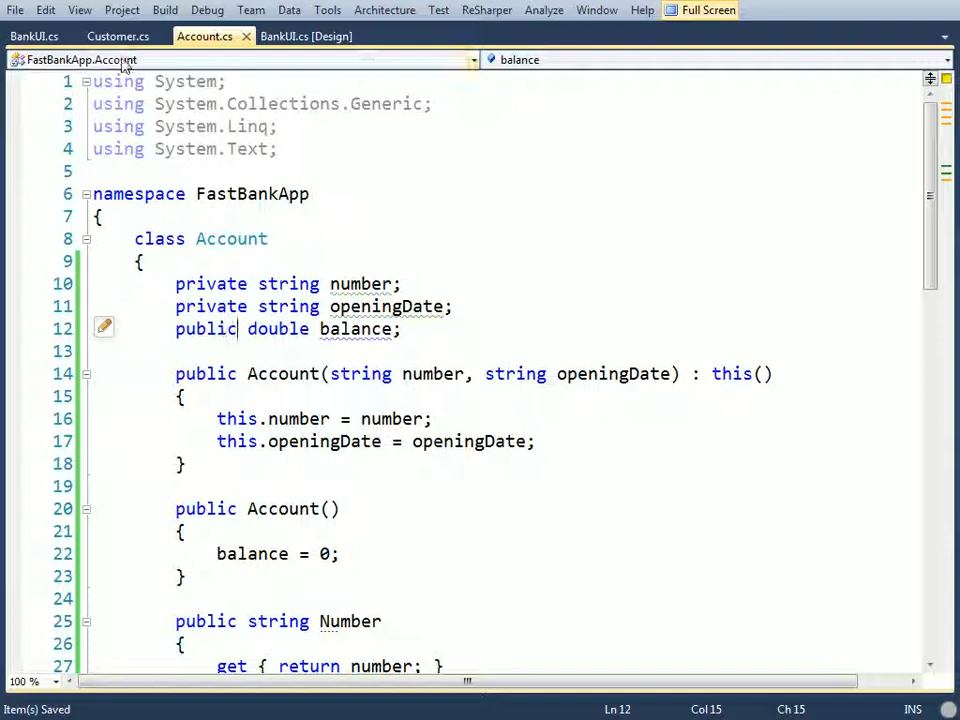 File Edit View Project Build Debug Team Data Tools Architecture Test ReSharper Analyze Window Help Full Screen
BankUI.cs Customer.cs Account.cs BankUI.cs [Design]
FastBankApp.Account balance
1 using System;
2 using System.Collections.Generic;
3 using System.Linq;
4 using System.Text;
5
6 namespace FastBankApp
7 {
8 class Account
9 {
10 private string number;
11 private string openingDate;
12 public double balance;
13
14 public Account(string number, string openingDate) : this()
15 {
16 this.number = number;
17 this.openingDate = openingDate;
18 }
19
20 public Account()
21 {
22 balance = 0;
23 }
24
25 public string Number
26 {
27 get { return number; }
100 %
Item(s) Saved Ln 12 Col 15 Ch 15 INS